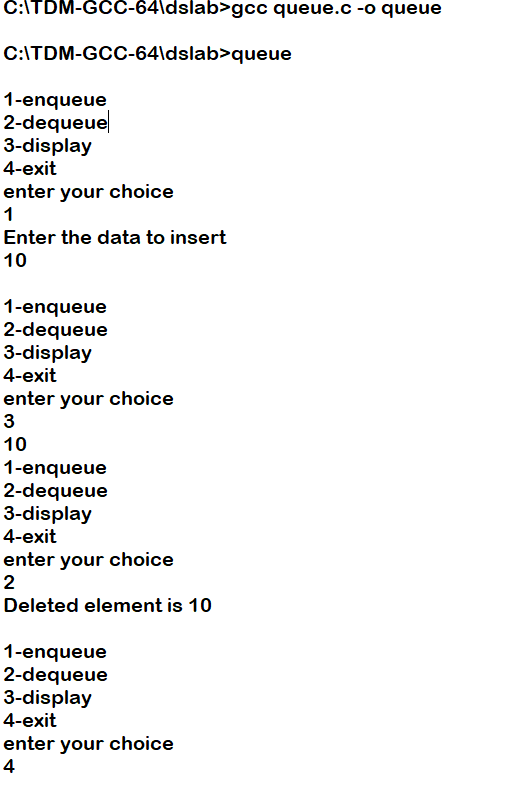 C:\TDM-GCC-64\dslab>gcc queue.c -o queue
C:\TDM-GCC-64\dslab>queue
1-enqueue
2-dequeue
3-display
4-exit
enter your choice
1
Enter the data to insert
10
1-enqueue
2-dequeue
3-display
4-exit
enter your choice
3
10
1-enqueue
2-dequeue
3-display
4-exit
enter your choice
2
Deleted element is 10
1-enqueue
2-dequeue
3-display
4-exit
enter your choice
4